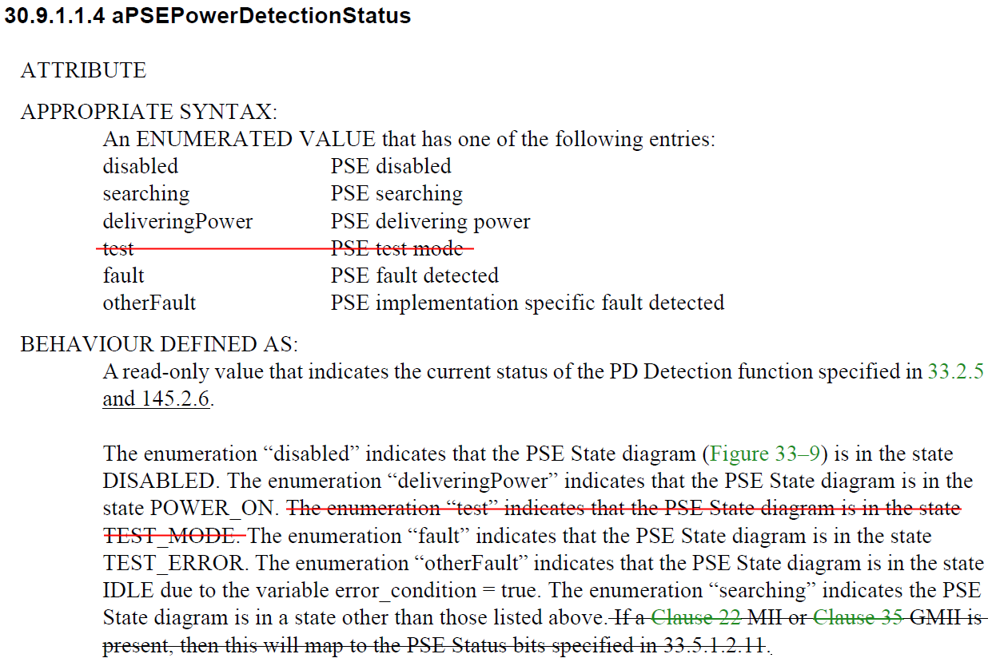 30.9.1.1.4 aPSEPowerDetectionStatus
ATTRIBUTE
APPROPRIATE SYNTAX:
An ENUMERATED VALUE that has one of the following entries:
disabled PSE disabled
searching PSE searching
deliveringPower PSE delivering power
test PSE test mode
fault PSE fault detected
otherFault PSE implementation specific fault detected
BEHAVIOUR DEFINED AS:
A read-only value that indicates the current status of the PD Detection function specified in 33.2.5
and 145.2.6.
The enumeration “disabled” indicates that the PSE State diagram (Figure 33–9) is in the state
DISABLED. The enumeration “deliveringPower” indicates that the PSE State diagram is in the
state POWER_ON. The enumeration “test” indicates that the PSE State diagram is in the state
TEST_MODE. The enumeration “fault” indicates that the PSE State diagram is in the state
TEST_ERROR. The enumeration “otherFault” indicates that the PSE State diagram is in the state
IDLE due to the variable error_condition = true. The enumeration “searching” indicates the PSE
State diagram is in a state other than those listed above. If a Clause 22 MII or Clause 35 GMII is
present, then this will map to the PSE Status bits specified in 33.5.1.2.11.